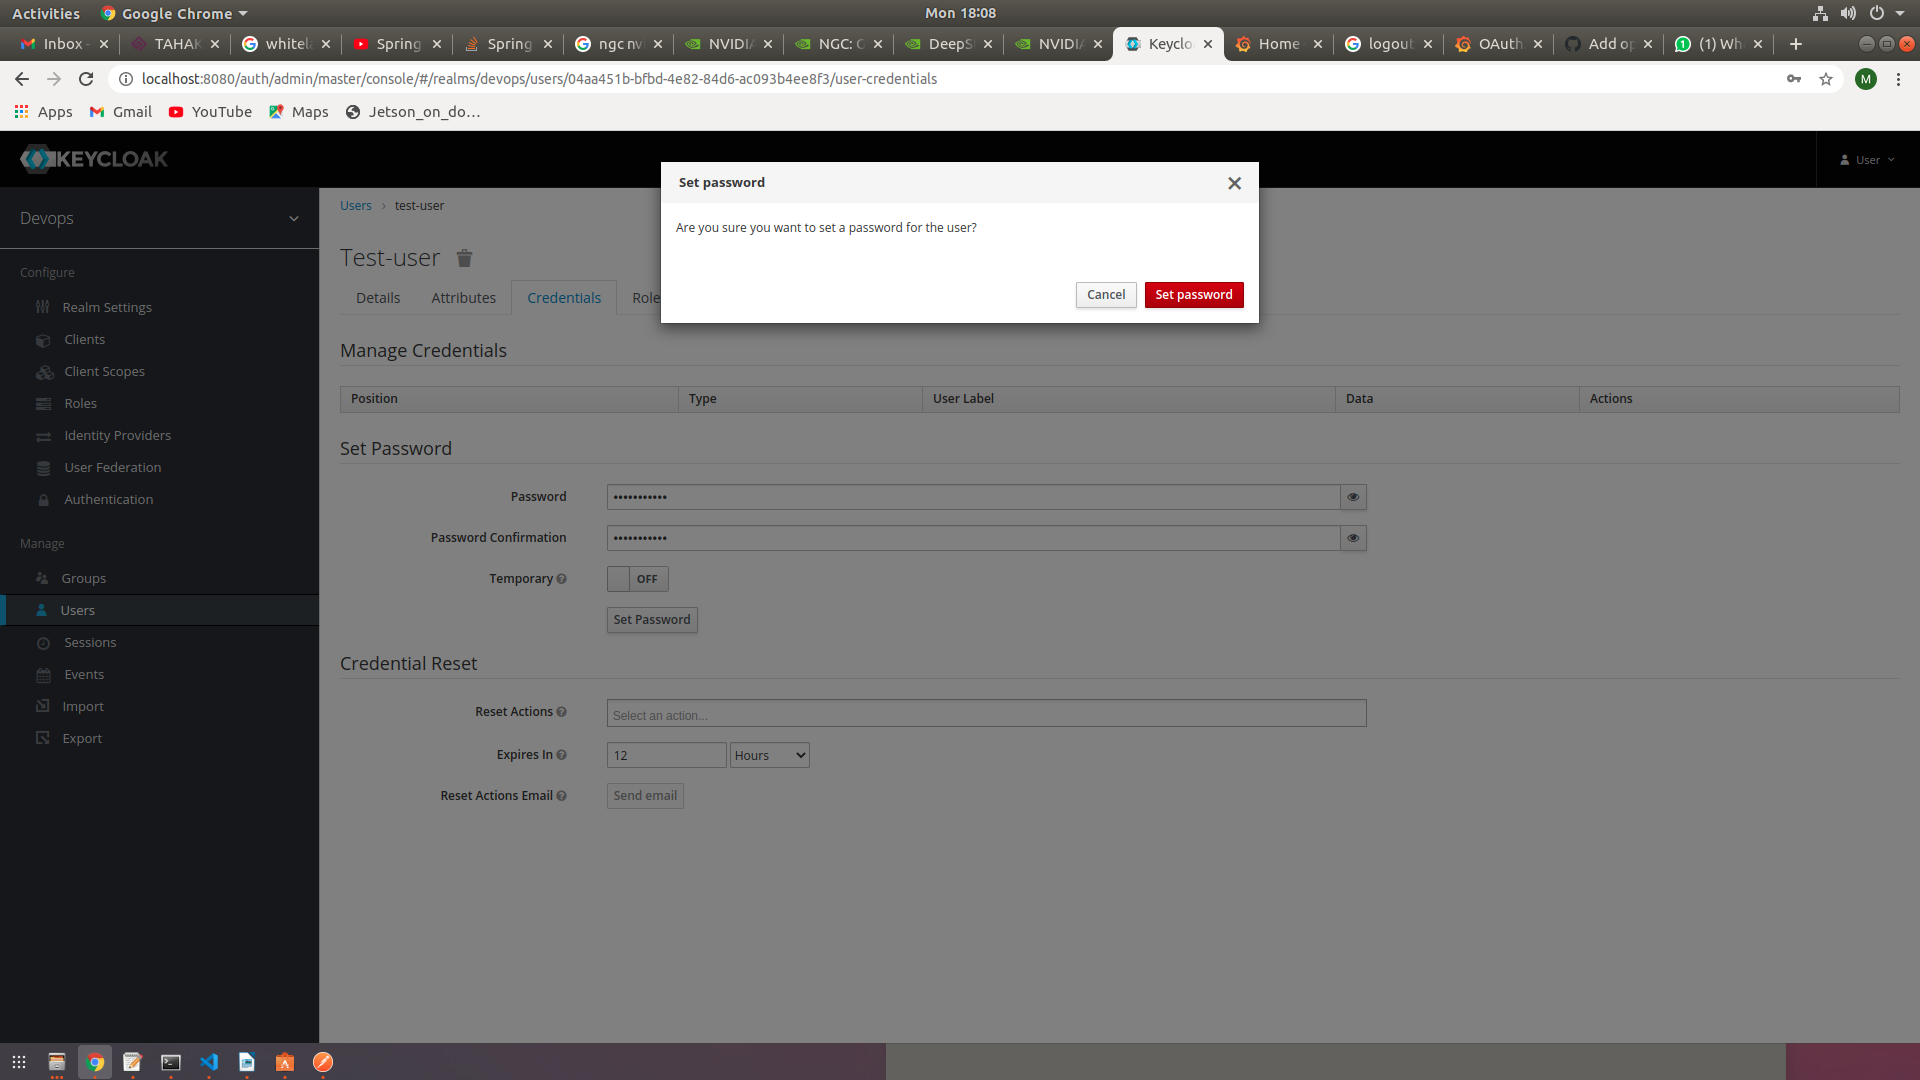 Activities Google Chrome Mon 18:08
Inbox - TAHAK whitela Spring Spring ngc nvi NVIDIA NGC: C DeepS NVIDIA Keyclo Home logout OAuth Add op (1) Wh
localhost:8080/auth/admin/master/console/#/realms/devops/users/04aa451b-bfbd-4e82-84d6-ac093b4ee8f3/user-credentials M
Apps Gmail YouTube Maps Jetson_on_do…
KEYCLOAK User
Set password
Are you sure you want to set a password for the user?
Cancel Set password
Devops
Configure
Realm Settings
Clients
Client Scopes
Roles
Identity Providers
User Federation
Authentication
Manage
Groups
Users
Sessions
Events
Import
Export
Users › test-user
Test-user
Details Attributes Credentials Role
Manage Credentials
Position Type User Label Data Actions
Set Password
Password •••••••••••
Password Confirmation •••••••••••
Temporary OFF
Set Password
Credential Reset
Reset Actions Select an action...
Expires In 12 Hours
Reset Actions Email Send email